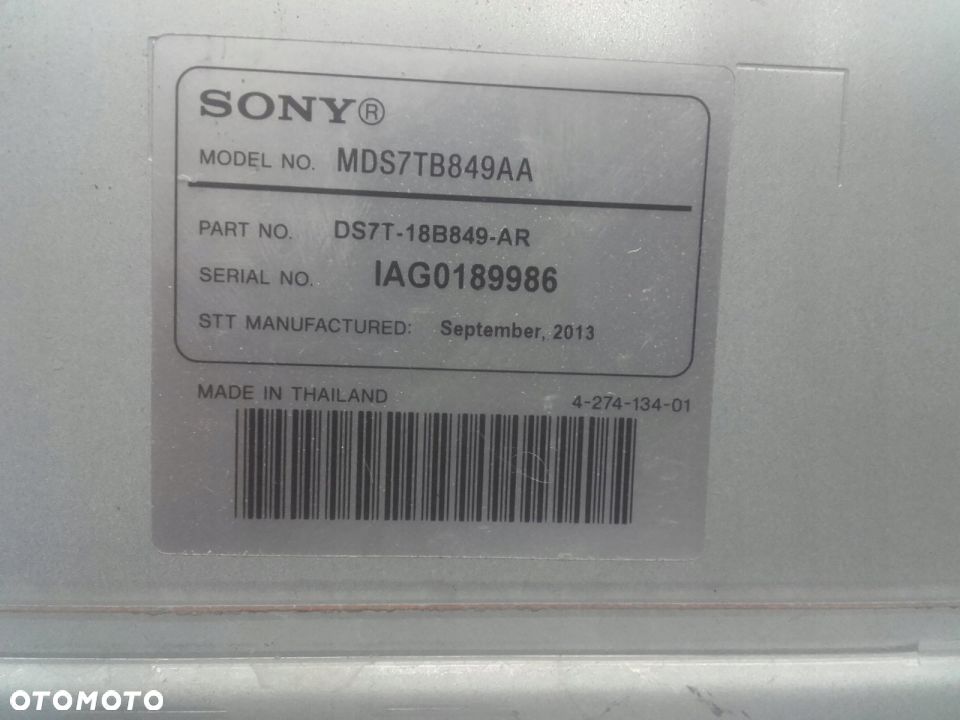 SONY®
MODEL NO. MDS7TB849AA
PART NO. DS7T-18B849-AR
SERIAL NO. IAG0189986
STT MANUFACTURED: September, 2013
MADE IN THAILAND 4-274-134-01
OTOMOTO